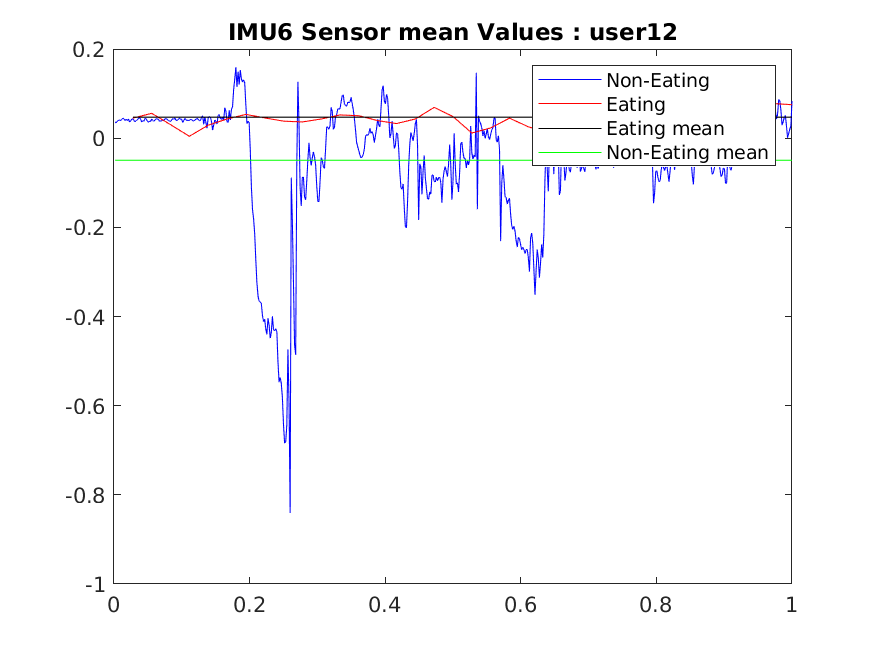 IMU6 Sensor mean Values : user12
0.2
0
-0.2
-0.4
-0.6
-0.8
-1
0 0.2 0.4 0.6 0.8 1
Non-Eating
Eating
Eating mean
Non-Eating mean